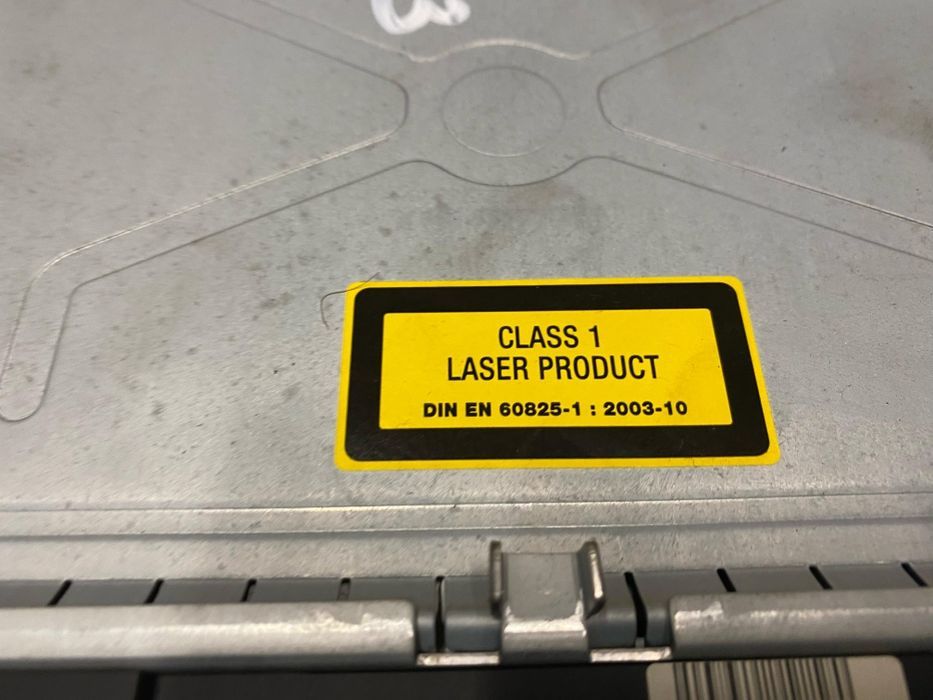 CLASS 1
LASER PRODUCT
DIN EN 60825-1 : 2003-10